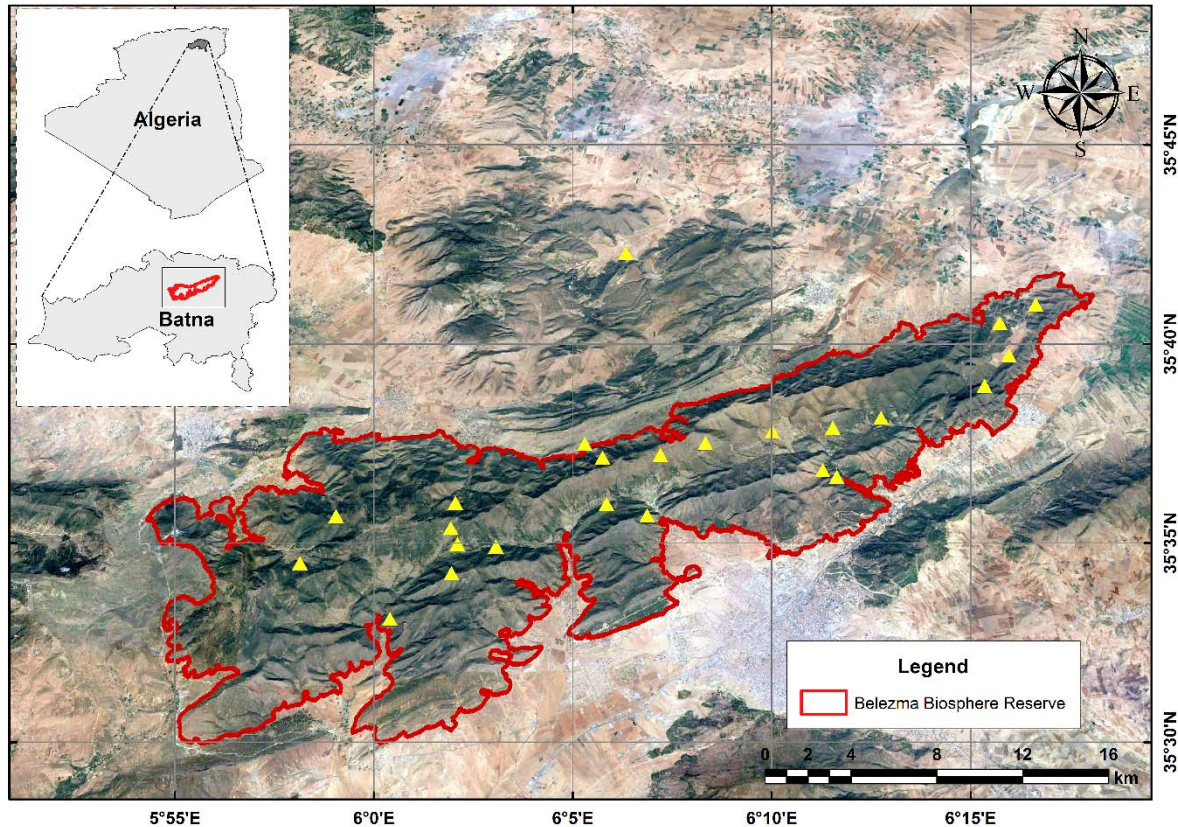 Algeria
Batna
N
W E
S
35°45'N
35°40'N
35°35'N
35°30'N
Legend
Belezma Biosphere Reserve
0 2 4 8 12 16
km
5°55'E 6°0'E 6°5'E 6°10'E 6°15'E